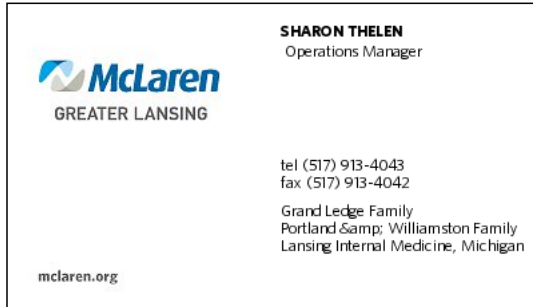 SHARON THELEN
Operations Manager
McLaren
GREATER LANSING
tel (517) 913-4043
fax (517) 913-4042
Grand Ledge Family
Portland &amp; Williamston Family
Lansing Internal Medicine, Michigan
mclaren.org